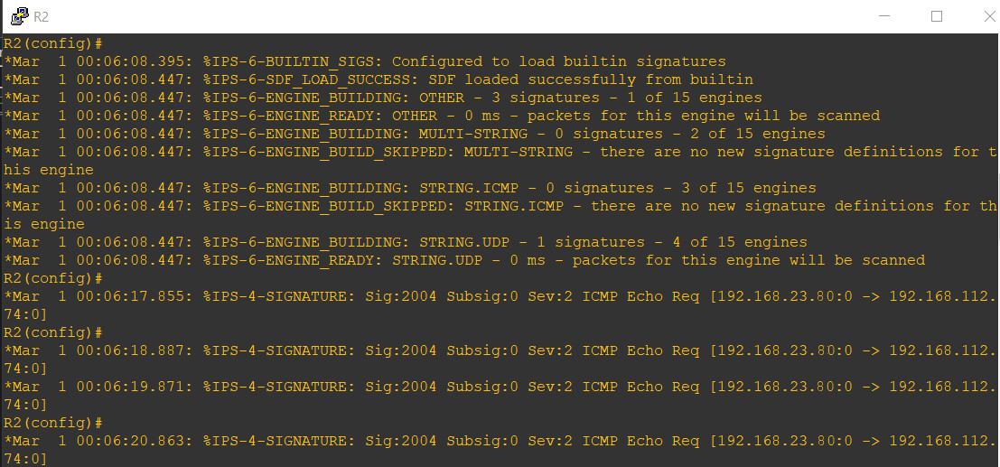 R2
R2(config)#
*Mar  1 00:06:08.395: %IPS-6-BUILTIN_SIGS: Configured to load builtin signatures
*Mar  1 00:06:08.447: %IPS-6-SDF_LOAD_SUCCESS: SDF loaded successfully from builtin
*Mar  1 00:06:08.447: %IPS-6-ENGINE_BUILDING: OTHER - 3 signatures - 1 of 15 engines
*Mar  1 00:06:08.447: %IPS-6-ENGINE_READY: OTHER - 0 ms - packets for this engine will be scanned
*Mar  1 00:06:08.447: %IPS-6-ENGINE_BUILDING: MULTI-STRING - 0 signatures - 2 of 15 engines
*Mar  1 00:06:08.447: %IPS-6-ENGINE_BUILD_SKIPPED: MULTI-STRING - there are no new signature definitions for t
his engine
*Mar  1 00:06:08.447: %IPS-6-ENGINE_BUILDING: STRING.ICMP - 0 signatures - 3 of 15 engines
*Mar  1 00:06:08.447: %IPS-6-ENGINE_BUILD_SKIPPED: STRING.ICMP - there are no new signature definitions for th
is engine
*Mar  1 00:06:08.447: %IPS-6-ENGINE_BUILDING: STRING.UDP - 1 signatures - 4 of 15 engines
*Mar  1 00:06:08.447: %IPS-6-ENGINE_READY: STRING.UDP - 0 ms - packets for this engine will be scanned
R2(config)#
*Mar  1 00:06:17.855: %IPS-4-SIGNATURE: Sig:2004 Subsig:0 Sev:2 ICMP Echo Req [192.168.23.80:0 -> 192.168.112.
74:0]
R2(config)#
*Mar  1 00:06:18.887: %IPS-4-SIGNATURE: Sig:2004 Subsig:0 Sev:2 ICMP Echo Req [192.168.23.80:0 -> 192.168.112.
74:0]
*Mar  1 00:06:19.871: %IPS-4-SIGNATURE: Sig:2004 Subsig:0 Sev:2 ICMP Echo Req [192.168.23.80:0 -> 192.168.112.
74:0]
R2(config)#
*Mar  1 00:06:20.863: %IPS-4-SIGNATURE: Sig:2004 Subsig:0 Sev:2 ICMP Echo Req [192.168.23.80:0 -> 192.168.112.
74:0]